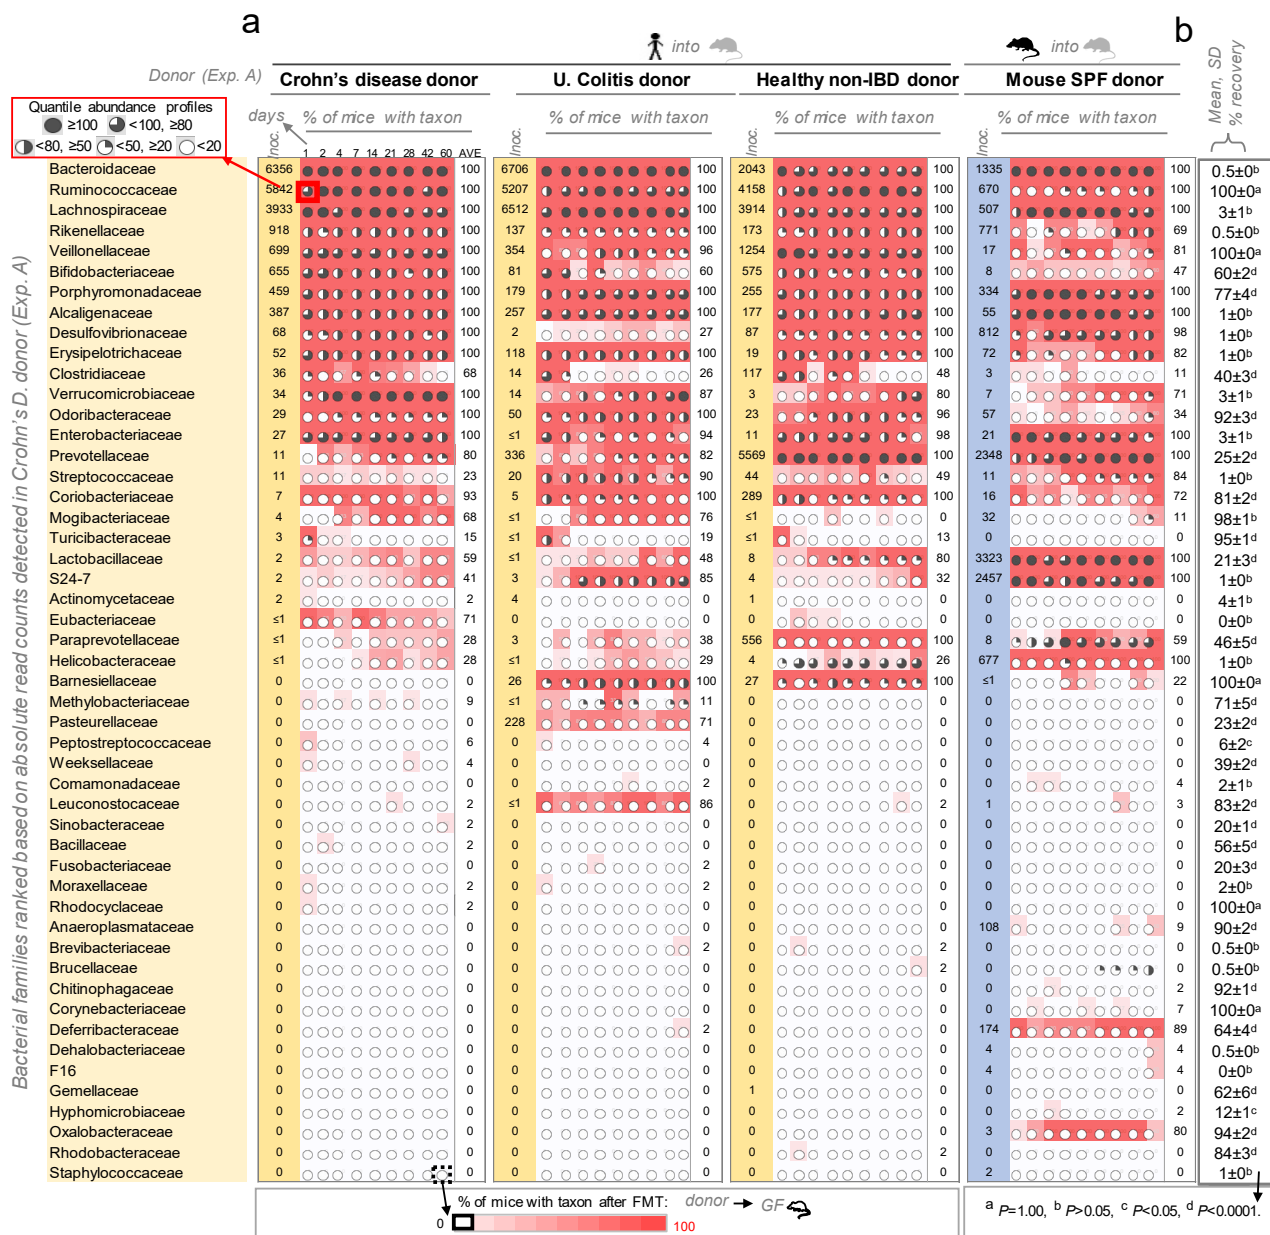 a
b
into
into
Donor (Exp. A)
Crohn's disease donor
U. Colitis donor
Healthy non-IBD donor
Mouse SPF donor
Mean, SD
% recovery
Quantile abundance profiles
≥100 <100, ≥80
<80, ≥50 <50, ≥20 <20
days
% of mice with taxon
% of mice with taxon
% of mice with taxon
% of mice with taxon
Inoc. 1 2 4 7 14 21 28 42 60 AVE
Inoc.
Inoc.
Inoc.
Bacterial families ranked based on absolute read counts detected in Crohn's D. donor (Exp. A)
Bacteroidaceae 6356 100 6706 100 2043 100 1335 100 0.5±0b
Ruminococcaceae 5842 100 5207 100 4158 100 670 100 100±0a
Lachnospiraceae 3933 100 6512 100 3914 100 507 100 3±1b
Rikenellaceae 918 100 137 100 173 100 771 69 0.5±0b
Veillonellaceae 699 100 354 96 1254 100 17 81 100±0a
Bifidobacteriaceae 655 100 81 60 575 100 8 47 60±2d
Porphyromonadaceae 459 100 179 100 255 100 334 100 77±4d
Alcaligenaceae 387 100 257 100 177 100 55 100 1±0b
Desulfovibrionaceae 68 100 2 27 87 100 812 98 1±0b
Erysipelotrichaceae 52 100 118 100 19 100 72 82 1±0b
Clostridiaceae 36 68 14 26 117 48 3 11 40±3d
Verrucomicrobiaceae 34 100 14 87 3 80 7 71 3±1b
Odoribacteraceae 29 100 50 100 23 96 57 34 92±3d
Enterobacteriaceae 27 100 ≤1 94 11 98 21 100 3±1b
Prevotellaceae 11 80 336 82 5569 100 2348 100 25±2d
Streptococcaceae 11 23 20 90 44 49 11 84 1±0b
Coriobacteriaceae 7 93 5 100 289 100 16 72 81±2d
Mogibacteriaceae 4 68 ≤1 76 ≤1 0 32 11 98±1b
Turicibacteraceae 3 15 ≤1 19 ≤1 13 0 0 95±1d
Lactobacillaceae 2 59 ≤1 48 8 80 3323 100 21±3d
S24-7 2 41 3 85 4 32 2457 100 1±0b
Actinomycetaceae 2 2 4 0 1 0 0 0 4±1b
Eubacteriaceae ≤1 71 0 0 0 0 0 0 0±0b
Paraprevotellaceae ≤1 28 3 38 556 100 8 59 46±5d
Helicobacteraceae ≤1 28 ≤1 29 4 26 677 100 1±0b
Barnesiellaceae 0 0 26 100 27 100 ≤1 22 100±0a
Methylobacteriaceae 0 9 ≤1 11 0 0 0 0 71±5d
Pasteurellaceae 0 0 228 71 0 0 0 0 23±2d
Peptostreptococcaceae 0 6 0 4 0 0 0 0 6±2c
Weeksellaceae 0 4 0 0 0 0 0 0 39±2d
Comamonadaceae 0 0 0 2 0 0 0 4 2±1b
Leuconostocaceae 0 2 ≤1 86 0 2 1 3 83±2d
Sinobacteraceae 0 2 0 0 0 0 0 0 20±1d
Bacillaceae 0 2 0 0 0 0 0 0 56±5d
Fusobacteriaceae 0 0 0 2 0 0 0 0 20±3d
Moraxellaceae 0 2 0 2 0 0 0 0 2±0b
Rhodocyclaceae 0 2 0 0 0 0 0 0 100±0a
Anaeroplasmataceae 0 0 0 0 0 0 108 9 90±2d
Brevibacteriaceae 0 0 0 2 0 2 0 0 0.5±0b
Brucellaceae 0 0 0 0 0 2 0 0 0.5±0b
Chitinophagaceae 0 0 0 0 0 0 0 2 92±1d
Corynebacteriaceae 0 0 0 0 0 0 0 7 100±0a
Deferribacteraceae 0 0 0 2 0 0 174 89 64±4d
Dehalobacteriaceae 0 0 0 0 0 0 4 4 0.5±0b
F16 0 0 0 0 0 0 4 4 0±0b
Gemellaceae 0 0 0 0 1 0 0 0 62±6d
Hyphomicrobiaceae 0 0 0 0 0 0 0 2 12±1c
Oxalobacteraceae 0 0 0 0 0 0 3 80 94±2d
Rhodobacteraceae 0 0 0 0 0 2 0 0 84±3d
Staphylococcaceae 0 0 0 0 0 0 2 0 1±0b
% of mice with taxon after FMT: donor GF
0 100
a P=1.00, b P>0.05, c P<0.05, d P<0.0001.